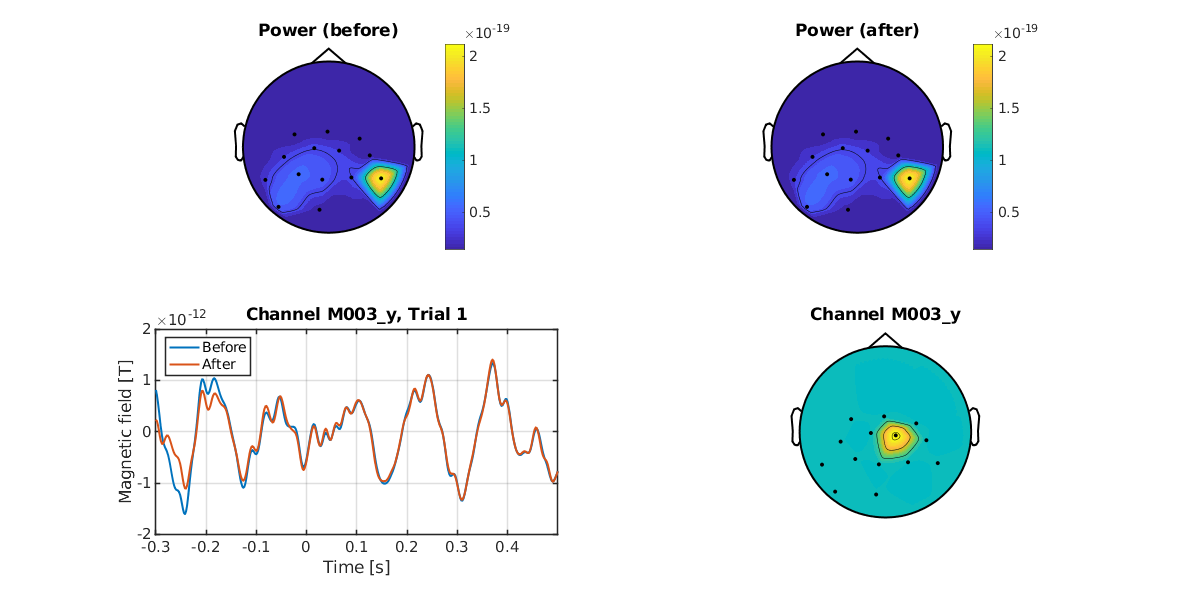 Power (before)
×10-19
2
1.5
1
0.5
Power (after)
×10-19
2
1.5
1
0.5
Channel M003_y, Trial 1
×10-12
Before
After
2
1
0
-1
-2
Magnetic field [T]
-0.3 -0.2 -0.1 0 0.1 0.2 0.3 0.4
Time [s]
Channel M003_y